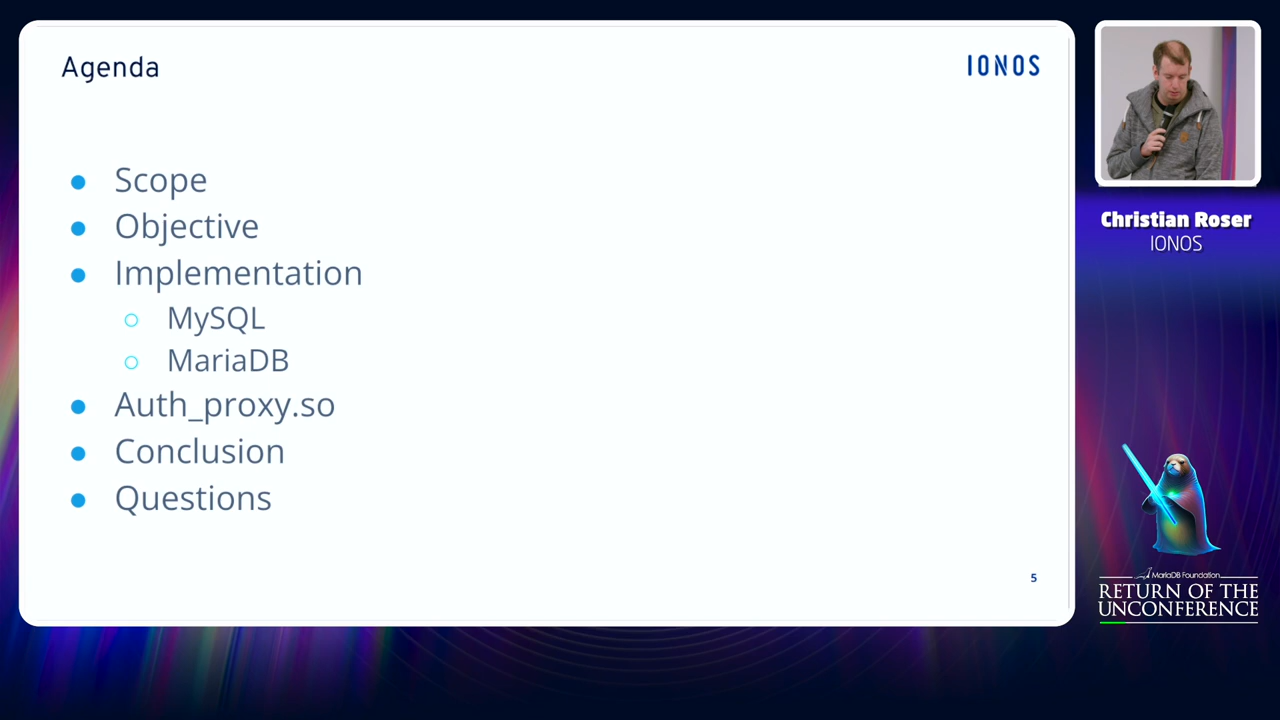 Agenda
IONOS
Scope
Objective
Implementation
MySQL
MariaDB
Auth_proxy.so
Conclusion
Questions
5
Christian Roser
IONOS
MariaDB Foundation
RETURN OF THE
UNCONFERENCE